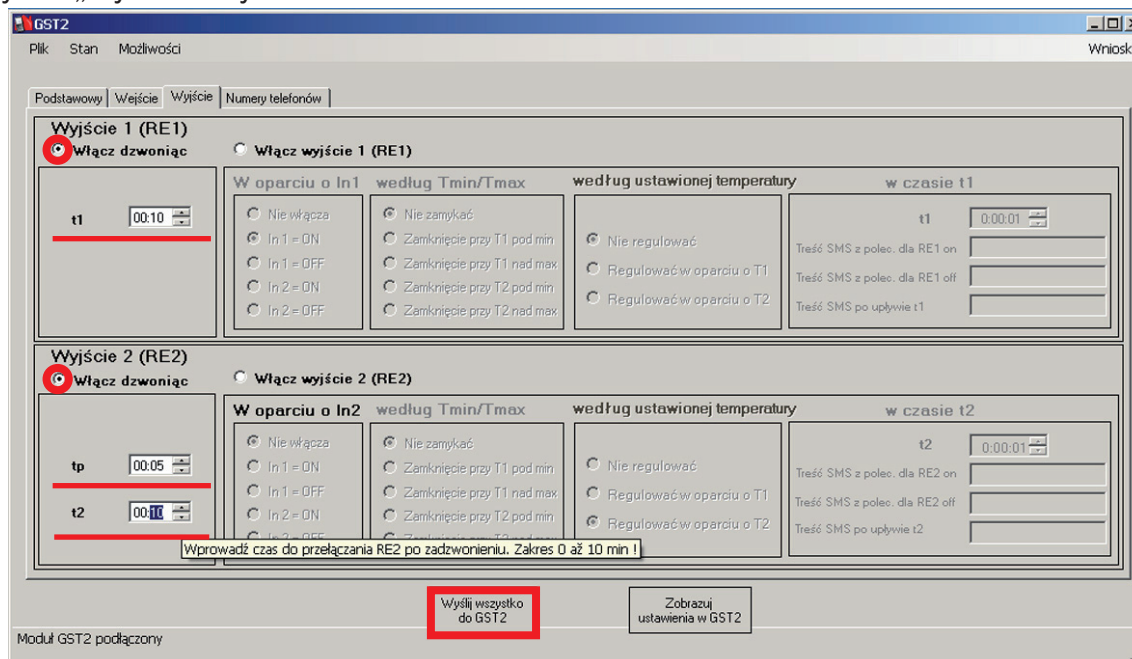 GST2
Plik Stan Możliwości Wniosk
Podstawowy Wejście Wyjście Numery telefonów
Wyjście 1 (RE1)
Włącz dzwoniąc Włącz wyjście 1 (RE1)
W oparciu o In1 według Tmin/Tmax według ustawionej temperatury w czasie t1
t1 00:10 Nie włącza Nie zamykać t1 0:00:01
In 1 = ON Zamknięcie przy T1 pod min Nie regulować Treść SMS z polec. dla RE1 on
In 1 = OFF Zamknięcie przy T1 nad max Regulować w oparciu o T1 Treść SMS z polec. dla RE1 off
In 2 = ON Zamknięcie przy T2 pod min Regulować w oparciu o T2 Treść SMS po upływie t1
In 2 = OFF Zamknięcie przy T2 nad max
Wyjście 2 (RE2)
Włącz dzwoniąc Włącz wyjście 2 (RE2)
W oparciu o In2 według Tmin/Tmax według ustawionej temperatury w czasie t2
Nie włącza Nie zamykać t2 0:00:01
tp 00:05 In 1 = ON Zamknięcie przy T1 pod min Nie regulować Treść SMS z polec. dla RE2 on
In 1 = OFF Zamknięcie przy T1 nad max Regulować w oparciu o T1 Treść SMS z polec. dla RE2 off
t2 00:10 In 2 = ON Zamknięcie przy T2 pod min Regulować w oparciu o T2 Treść SMS po upływie t2
Wprowadź czas do przełączania RE2 po zadzwonieniu. Zakres 0 až 10 min !
Wyślij wszystko Zobrazuj
do GST2 ustawienia w GST2
Moduł GST2 podłączony